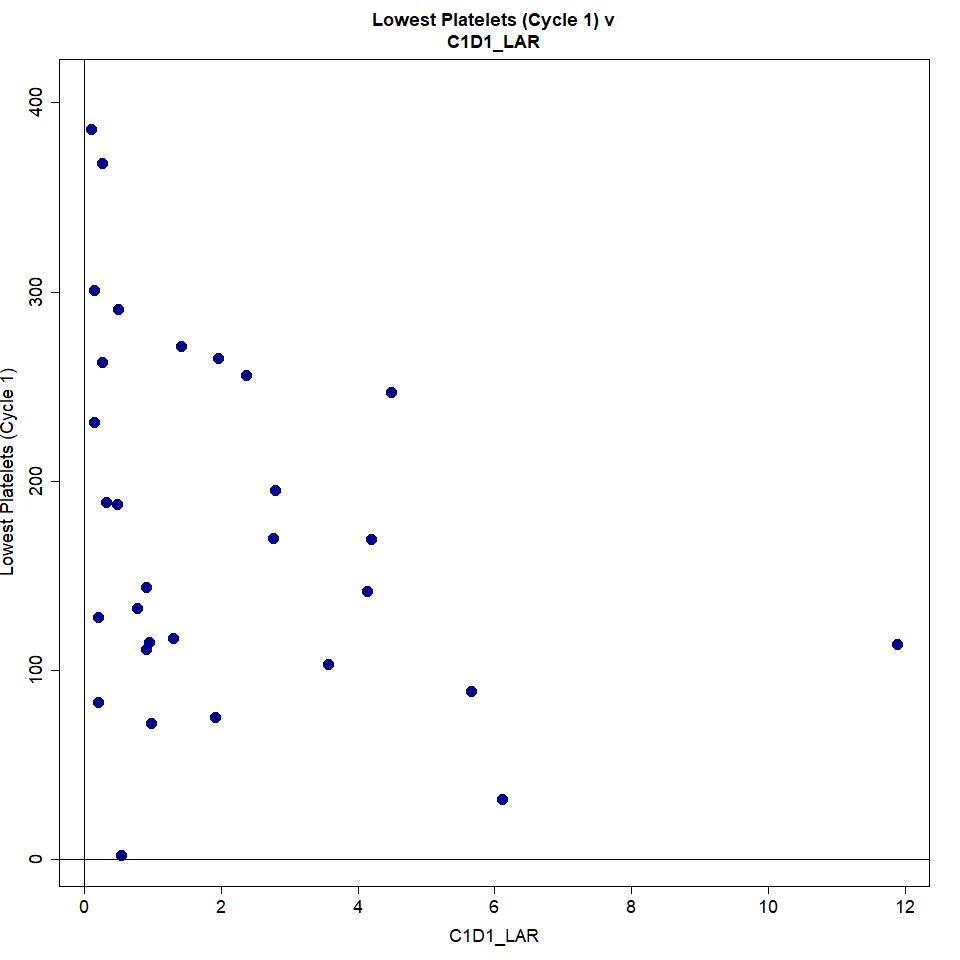 Lowest Platelets (Cycle 1) v
C1D1_LAR
400
300
200
100
0
Lowest Platelets (Cycle 1)
0 2 4 6 8 10 12
C1D1_LAR